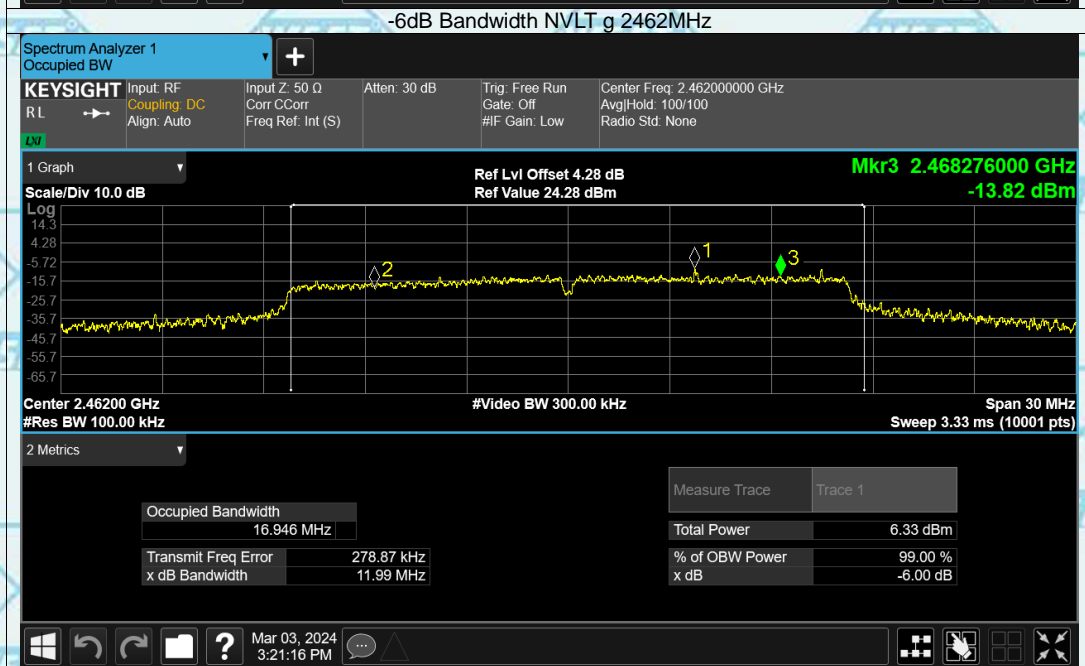 -6dB Bandwidth NVLT g 2462MHz
Spectrum Analyzer 1
Occupied BW
+
KEYSIGHT
R L
LXI
Input: RF
Coupling: DC
Align: Auto
Input Z: 50 Ω
Corr CCorr
Freq Ref: Int (S)
Atten: 30 dB
Trig: Free Run
Gate: Off
#IF Gain: Low
Center Freq: 2.462000000 GHz
Avg|Hold: 100/100
Radio Std: None
1 Graph
Scale/Div 10.0 dB
Ref Lvl Offset 4.28 dB
Ref Value 24.28 dBm
Mkr3 2.468276000 GHz
-13.82 dBm
Log
14.3
4.28
-5.72
-15.7
-25.7
-35.7
-45.7
-55.7
-65.7
2
1
3
Center 2.46200 GHz
#Video BW 300.00 kHz
Span 30 MHz
#Res BW 100.00 kHz
Sweep 3.33 ms (10001 pts)
2 Metrics
Measure Trace Trace 1
Occupied Bandwidth
16.946 MHz
Total Power 6.33 dBm
Transmit Freq Error 278.87 kHz
% of OBW Power 99.00 %
x dB Bandwidth 11.99 MHz
x dB -6.00 dB
?
Mar 03, 2024
3:21:16 PM